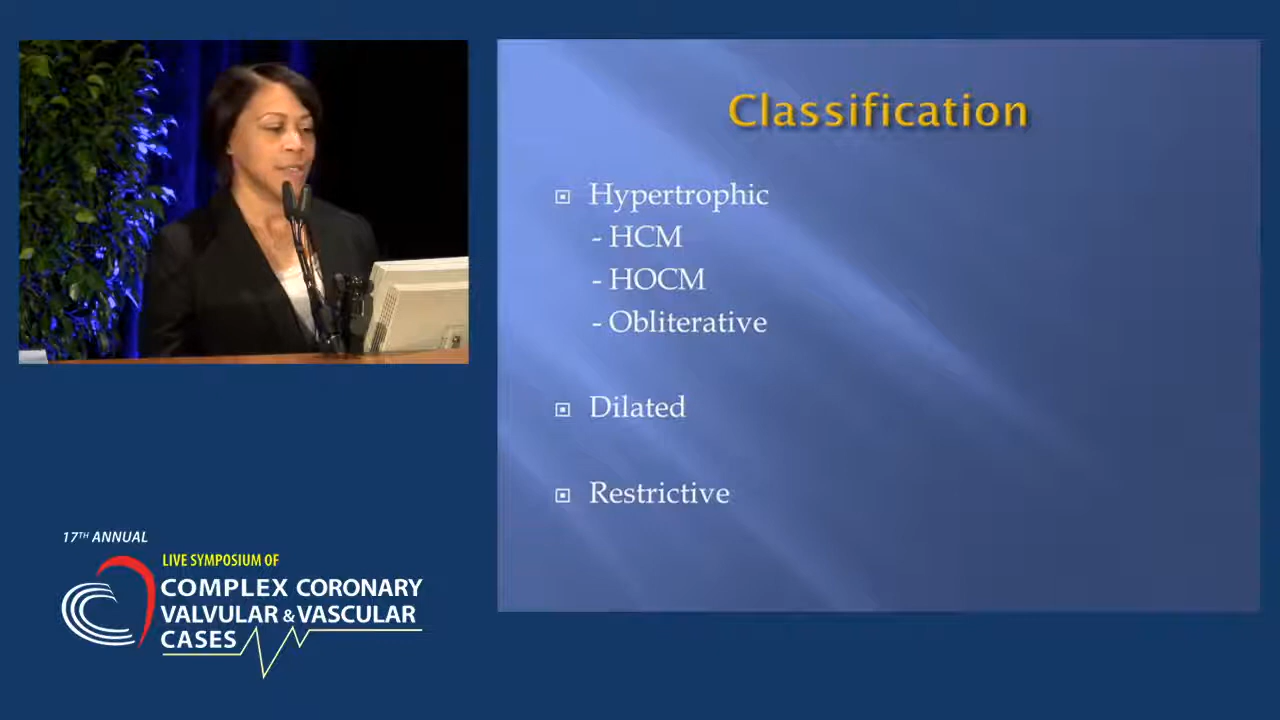 Classification
Hypertrophic
- HCM
- HOCM
- Obliterative
Dilated
Restrictive
17TH ANNUAL
LIVE SYMPOSIUM OF
COMPLEX CORONARY
VALVULAR & VASCULAR
CASES